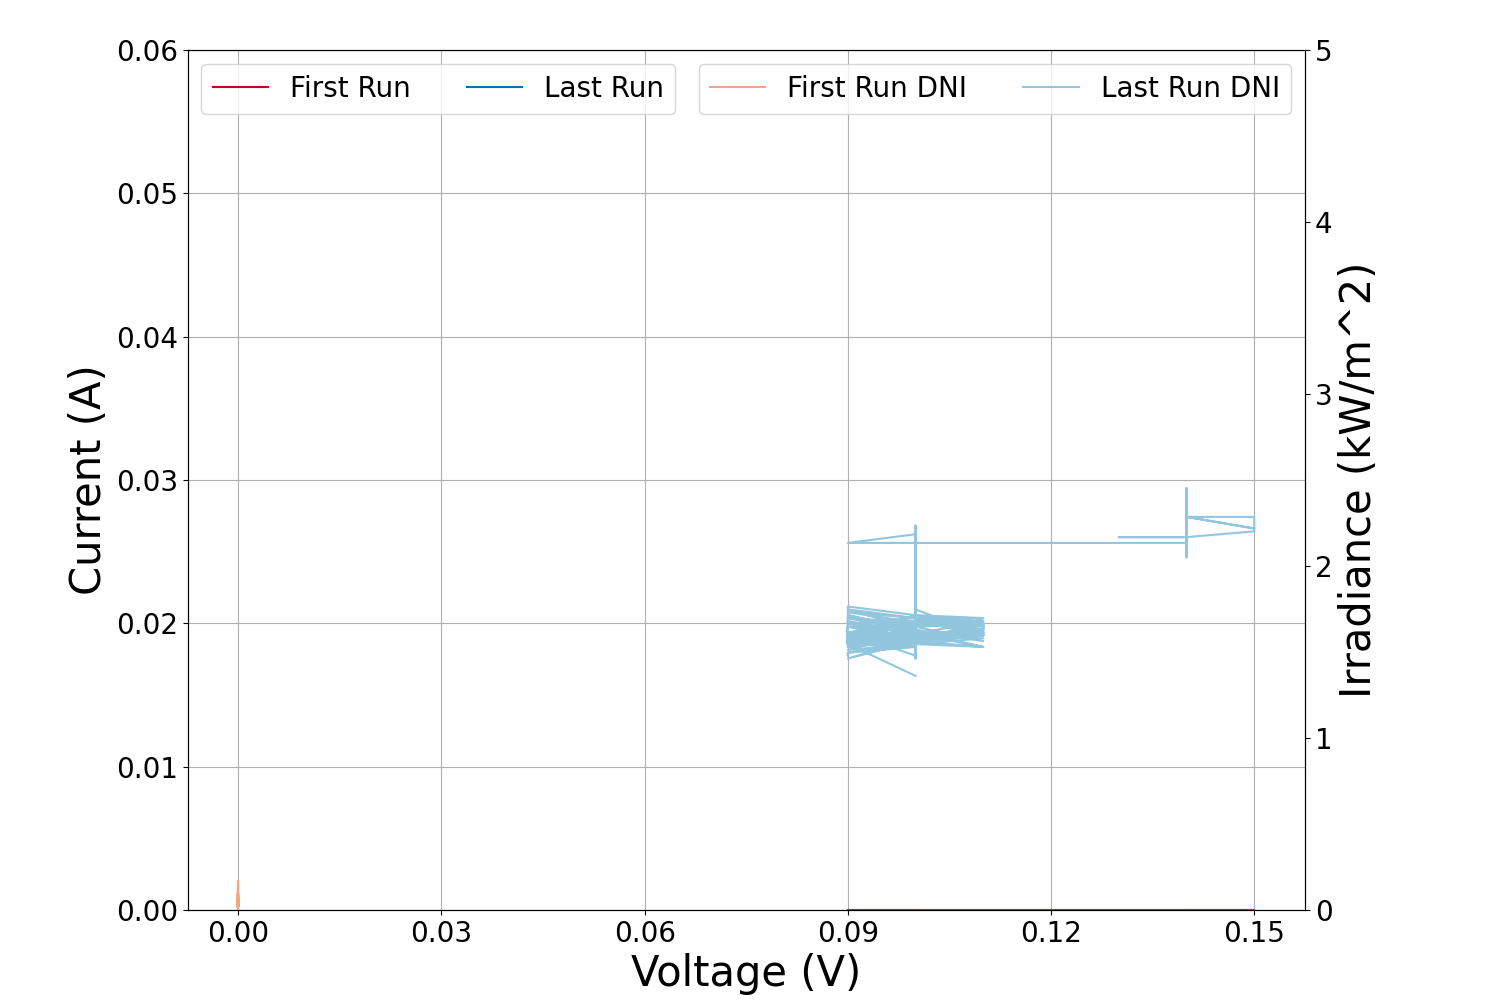 First Run
Last Run
First Run DNI
Last Run DNI
0.06
0.05
0.04
0.03
0.02
0.01
0.00
Current (A)
5
4
3
2
1
0
Irradiance (kW/m^2)
0.00
0.03
0.06
0.09
0.12
0.15
Voltage (V)